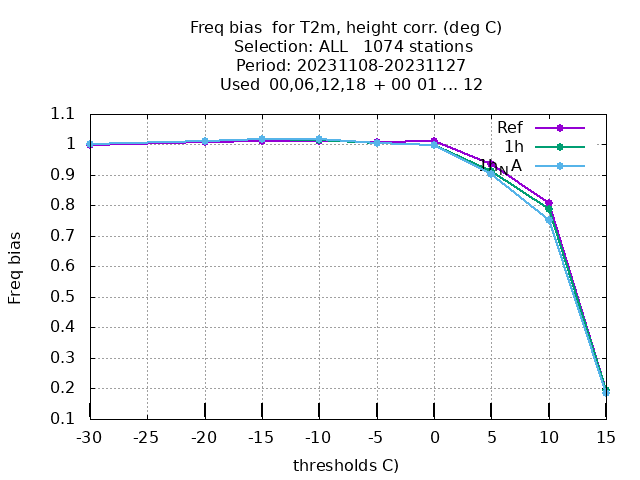 Freq bias for T2m, height corr. (deg C)
Selection: ALL 1074 stations
Period: 20231108-20231127
Used 00,06,12,18 + 00 01 ... 12
Ref
1h
1h_NA
Freq bias
1.1
1
0.9
0.8
0.7
0.6
0.5
0.4
0.3
0.2
0.1
-30 -25 -20 -15 -10 -5 0 5 10 15
thresholds C)